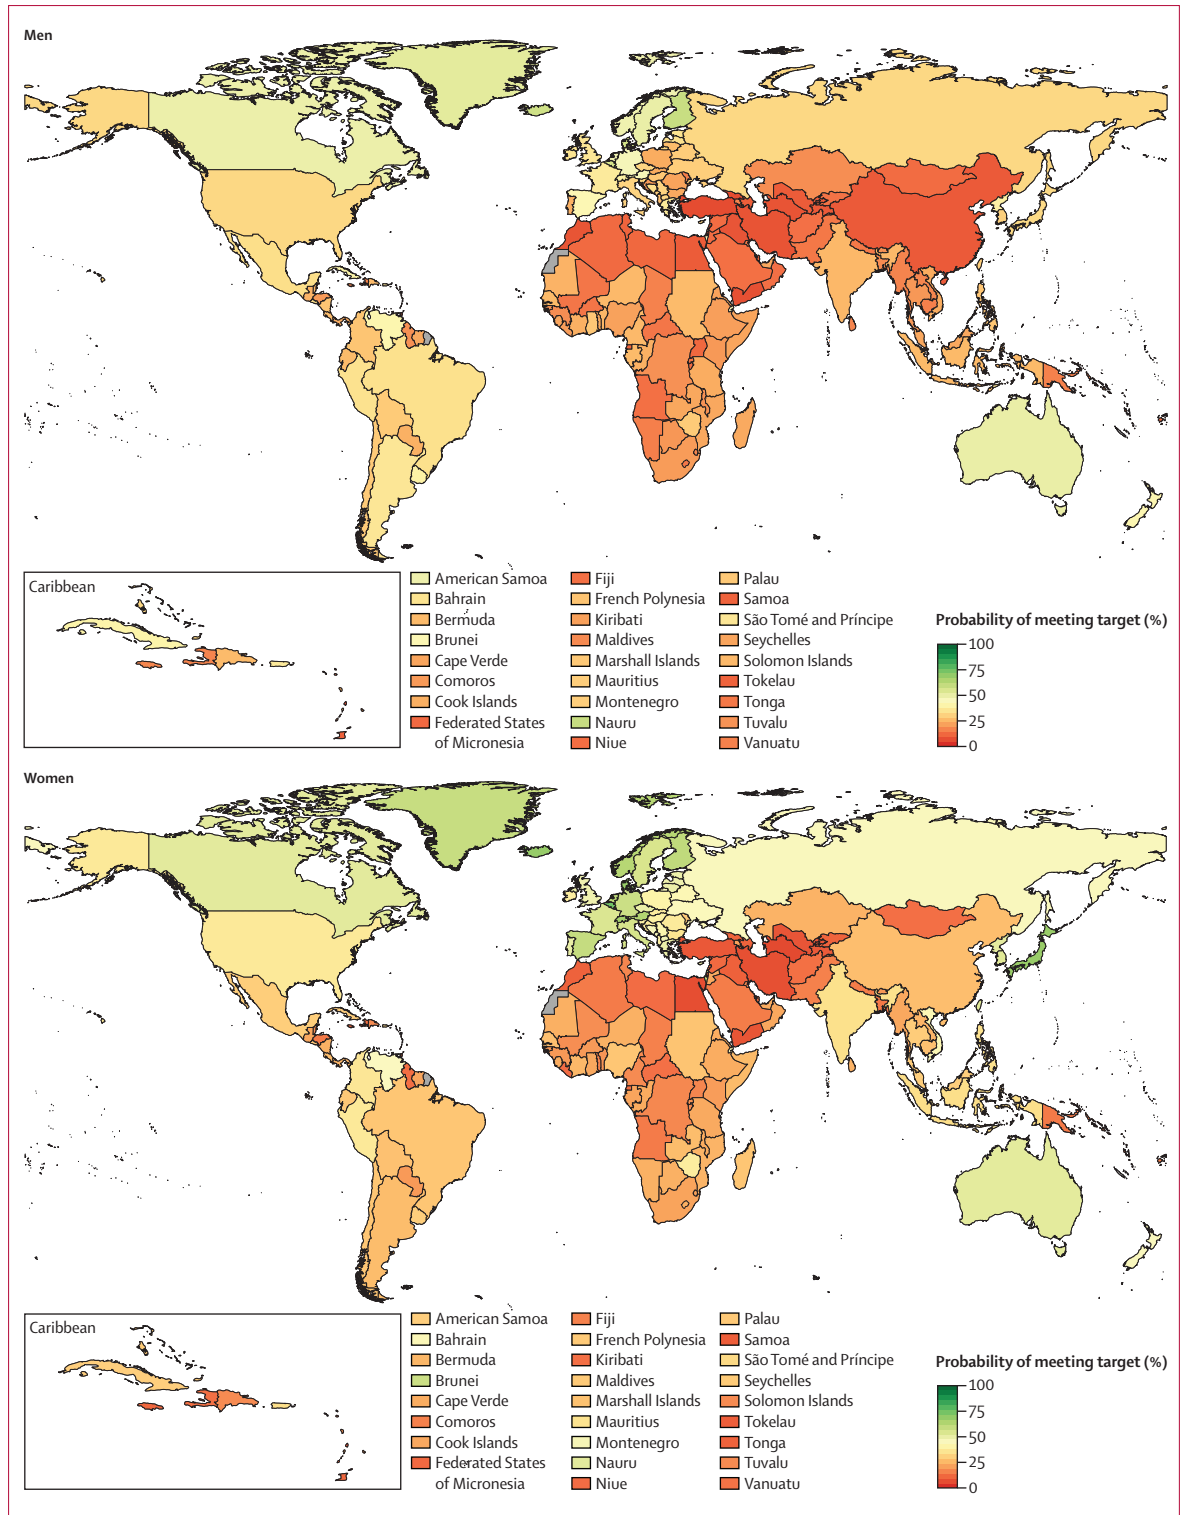 Men
Caribbean
American Samoa
Bahrain
Bermuda
Brunei
Cape Verde
Comoros
Cook Islands
Federated States
of Micronesia
Fiji
French Polynesia
Kiribati
Maldives
Marshall Islands
Mauritius
Montenegro
Nauru
Niue
Palau
Samoa
São Tomé and Príncipe
Seychelles
Solomon Islands
Tokelau
Tonga
Tuvalu
Vanuatu
Probability of meeting target (%)
100
75
50
25
0
Women
Caribbean
American Samoa
Bahrain
Bermuda
Brunei
Cape Verde
Comoros
Cook Islands
Federated States
of Micronesia
Fiji
French Polynesia
Kiribati
Maldives
Marshall Islands
Mauritius
Montenegro
Nauru
Niue
Palau
Samoa
São Tomé and Príncipe
Seychelles
Solomon Islands
Tokelau
Tonga
Tuvalu
Vanuatu
Probability of meeting target (%)
100
75
50
25
0